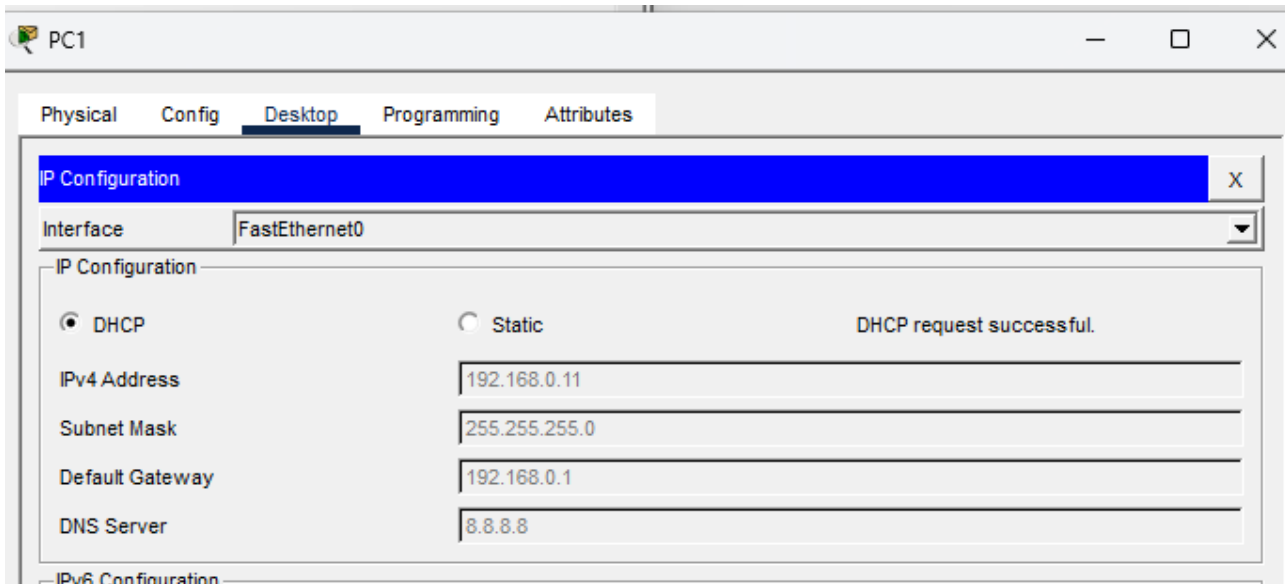 PC1
Physical Config Desktop Programming Attributes
IP Configuration X
Interface FastEthernet0
IP Configuration
DHCP Static DHCP request successful.
IPv4 Address 192.168.0.11
Subnet Mask 255.255.255.0
Default Gateway 192.168.0.1
DNS Server 8.8.8.8
IPv6 Configuration